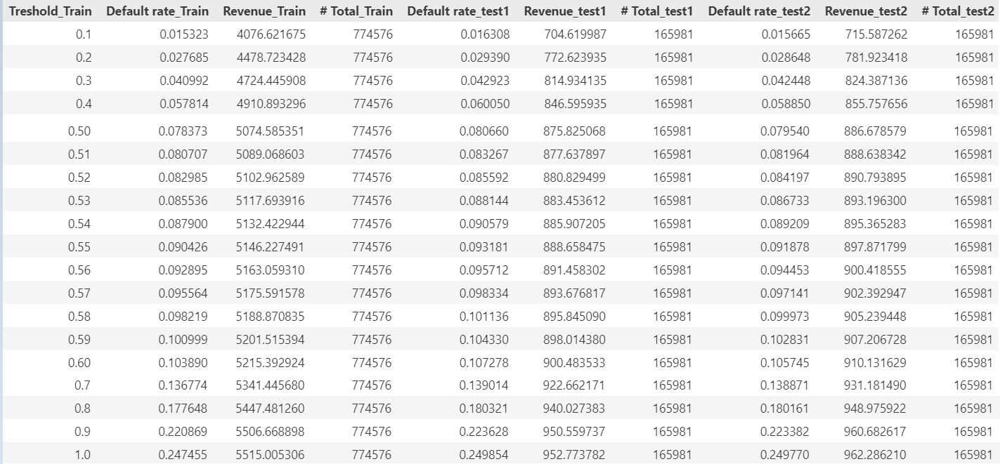 Treshold_Train Default rate_Train Revenue_Train # Total_Train Default rate_test1 Revenue_test1 # Total_test1 Default rate_test2 Revenue_test2 # Total_test2
0.1 0.015323 4076.621675 774576 0.016308 704.619987 165981 0.015665 715.587262 165981
0.2 0.027685 4478.723428 774576 0.029390 772.623935 165981 0.028648 781.923418 165981
0.3 0.040992 4724.445908 774576 0.042923 814.934135 165981 0.042448 824.387136 165981
0.4 0.057814 4910.893296 774576 0.060050 846.595935 165981 0.058850 855.757656 165981
0.50 0.078373 5074.585351 774576 0.080660 875.825068 165981 0.079540 886.678579 165981
0.51 0.080707 5089.068603 774576 0.083267 877.637897 165981 0.081964 888.638342 165981
0.52 0.082985 5102.962589 774576 0.085592 880.829499 165981 0.084197 890.793895 165981
0.53 0.085536 5117.693916 774576 0.088144 883.453612 165981 0.086733 893.196300 165981
0.54 0.087900 5132.422944 774576 0.090579 885.907205 165981 0.089209 895.365283 165981
0.55 0.090426 5146.227491 774576 0.093181 888.658475 165981 0.091878 897.871799 165981
0.56 0.092895 5163.059310 774576 0.095712 891.458302 165981 0.094453 900.418555 165981
0.57 0.095564 5175.591578 774576 0.098334 893.676817 165981 0.097141 902.392947 165981
0.58 0.098219 5188.870835 774576 0.101136 895.845090 165981 0.099973 905.239448 165981
0.59 0.100999 5201.515394 774576 0.104330 898.014380 165981 0.102831 907.206728 165981
0.60 0.103890 5215.392924 774576 0.107278 900.483533 165981 0.105745 910.131629 165981
0.7 0.136774 5341.445680 774576 0.139014 922.662171 165981 0.138871 931.181490 165981
0.8 0.177648 5447.481260 774576 0.180321 940.027383 165981 0.180161 948.975922 165981
0.9 0.220869 5506.668898 774576 0.223628 950.559737 165981 0.223382 960.682617 165981
1.0 0.247455 5515.005306 774576 0.249854 952.773782 165981 0.249770 962.286210 165981